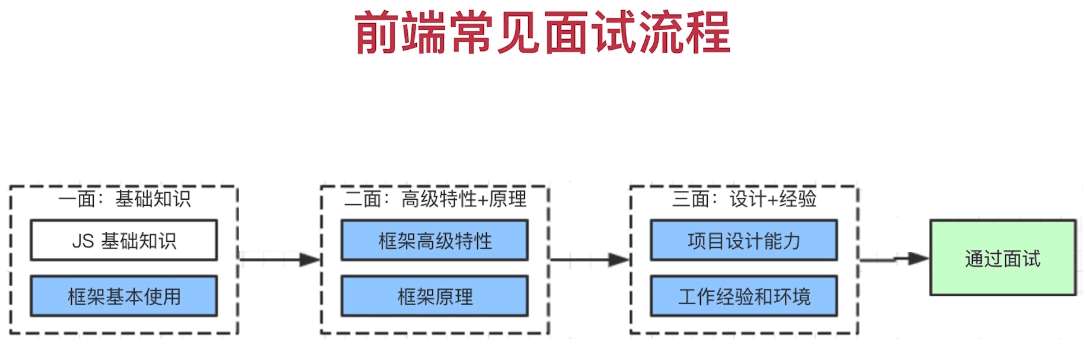 前端常见面试流程
一面：基础知识
JS 基础知识
框架基本使用
二面：高级特性+原理
框架高级特性
框架原理
三面：设计+经验
项目设计能力
工作经验和环境
通过面试